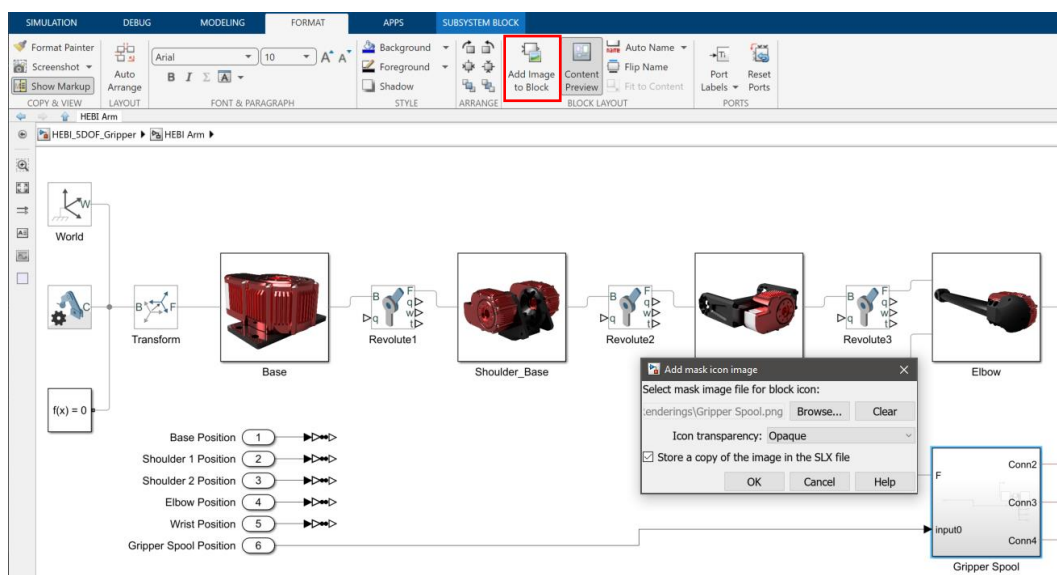 SIMULATION DEBUG MODELING FORMAT APPS SUBSYSTEM BLOCK
Format Painter
Screenshot
Show Markup
COPY & VIEW
Auto
Arrange
LAYOUT
Arial 10 A A
B I Σ A
FONT & PARAGRAPH
Background
Foreground
Shadow
STYLE
ARRANGE
Add Image
to Block
Content
Preview
Auto Name
Flip Name
Fit to Content
BLOCK LAYOUT
Port
Labels
Reset
Ports
PORTS
HEBI Arm
HEBI_5DOF_Gripper HEBI Arm
W
World
C
B F
Transform
f(x) = 0
Base
B F
q q
w
t
Revolute1
Shoulder_Base
B F
q q
w
t
Revolute2
B F
q q
w
t
Revolute3
Elbow
Add mask icon image
Select mask image file for block icon:
enderings\Gripper Spool.png Browse... Clear
Icon transparency: Opaque
Store a copy of the image in the SLX file
OK Cancel Help
Base Position 1
Shoulder 1 Position 2
Shoulder 2 Position 3
Elbow Position 4
Wrist Position 5
Gripper Spool Position 6
F
input0
Conn2
Conn3
Conn4
Gripper Spool